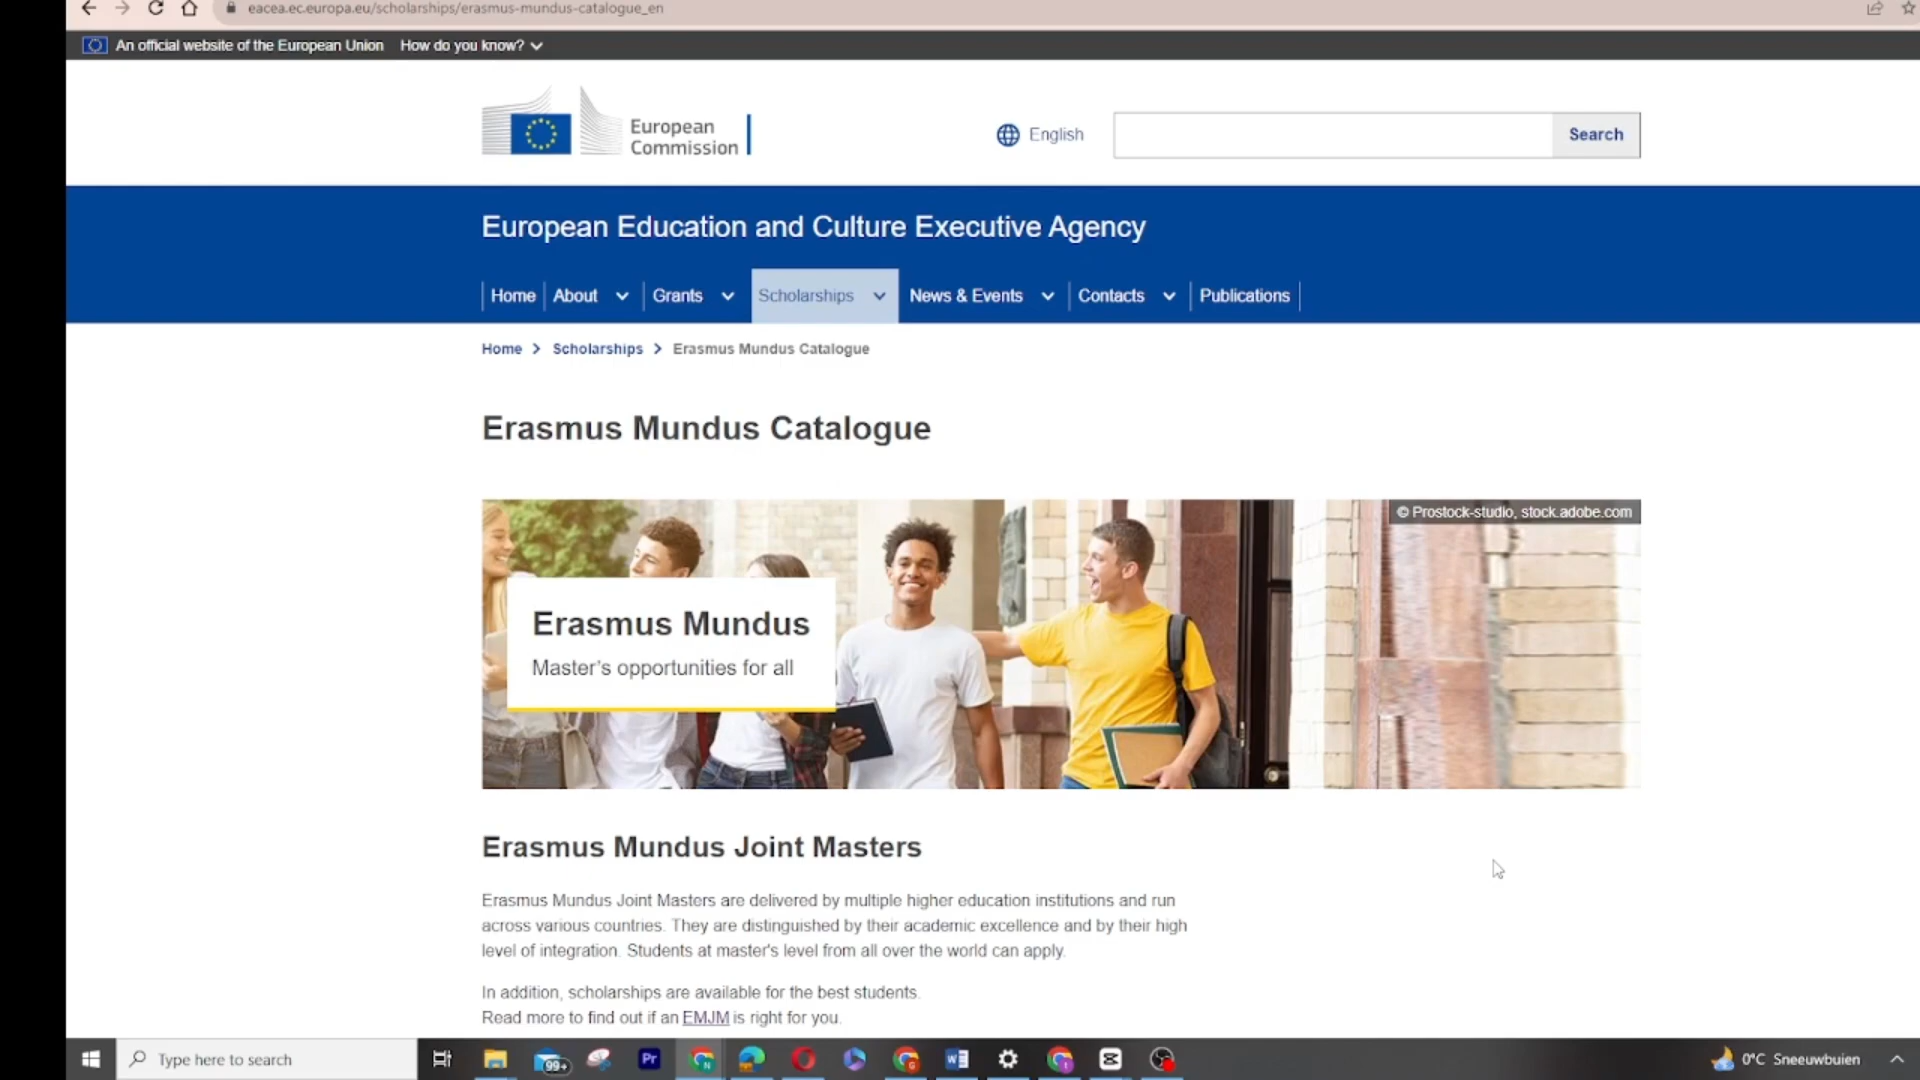 eacea.ec.europa.eu/scholarships/erasmus-mundus-catalogue_en
An official website of the European Union How do you know?
European
Commission
English
Search
European Education and Culture Executive Agency
Home About Grants Scholarships News & Events Contacts Publications
Home > Scholarships > Erasmus Mundus Catalogue
Erasmus Mundus Catalogue
© Prostock-studio, stock.adobe.com
Erasmus Mundus
Master's opportunities for all
Erasmus Mundus Joint Masters
Erasmus Mundus Joint Masters are delivered by multiple higher education institutions and run
across various countries. They are distinguished by their academic excellence and by their high
level of integration. Students at master's level from all over the world can apply.
In addition, scholarships are available for the best students.
Read more to find out if an EMJM is right for you.
Type here to search
99+
Pr
0°C Sneeuwbuien